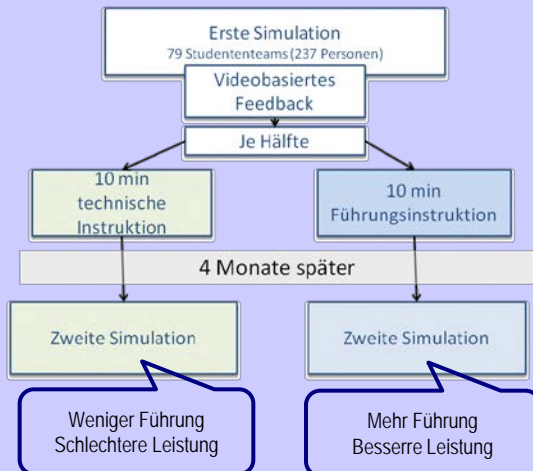 Erste Simulation
79 Studententeams (237 Personen)
Videobasiertes
Feedback
Je Hälfte
10 min
technische
Instruktion
10 min
Führungsinstruktion
4 Monate später
Zweite Simulation
Zweite Simulation
Weniger Führung
Schlechtere Leistung
Mehr Führung
Besserre Leistung